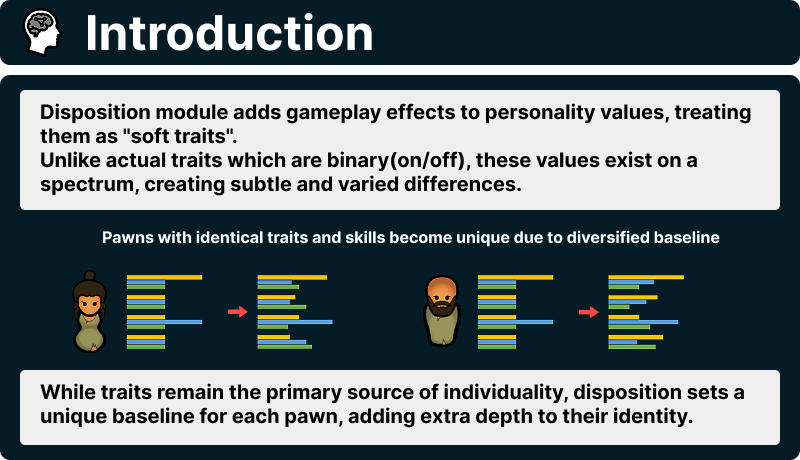 Introduction
Disposition module adds gameplay effects to personality values, treating
them as "soft traits".
Unlike actual traits which are binary(on/off), these values exist on a
spectrum, creating subtle and varied differences.
Pawns with identical traits and skills become unique due to diversified baseline
While traits remain the primary source of individuality, disposition sets a
unique baseline for each pawn, adding extra depth to their identity.